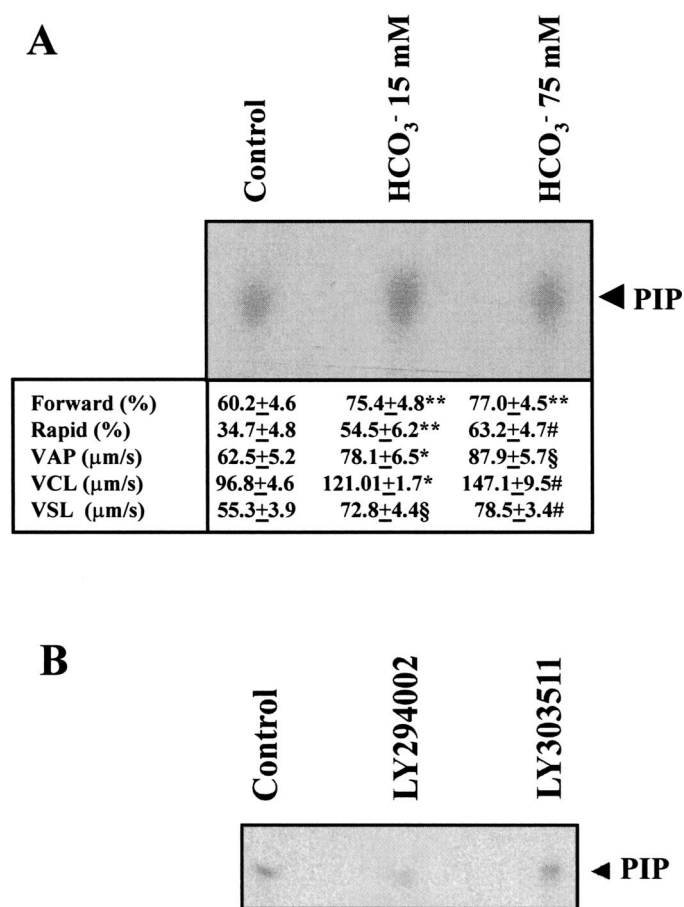 A
Control
HCO₃- 15 mM
HCO₃- 75 mM
PIP
Forward (%) 60.2±4.6 75.4±4.8** 77.0±4.5**
Rapid (%) 34.7±4.8 54.5±6.2** 63.2±4.7#
VAP (µm/s) 62.5±5.2 78.1±6.5* 87.9±5.7§
VCL (µm/s) 96.8±4.6 121.01±1.7* 147.1±9.5#
VSL (µm/s) 55.3±3.9 72.8±4.4§ 78.5±3.4#
B
Control
LY294002
LY303511
PIP